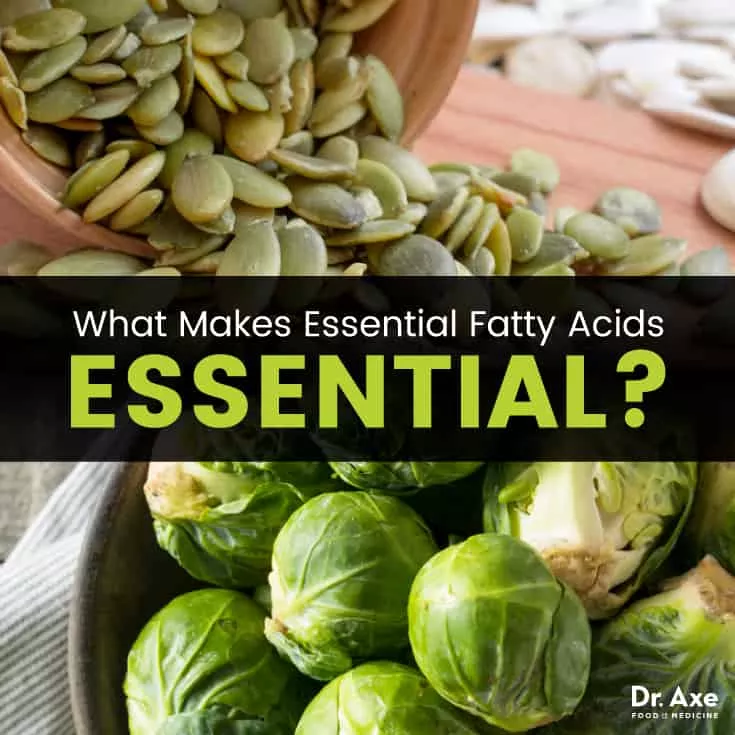 What Makes Essential Fatty Acids
ESSENTIAL?
Dr. Axe
FOOD IS MEDICINE